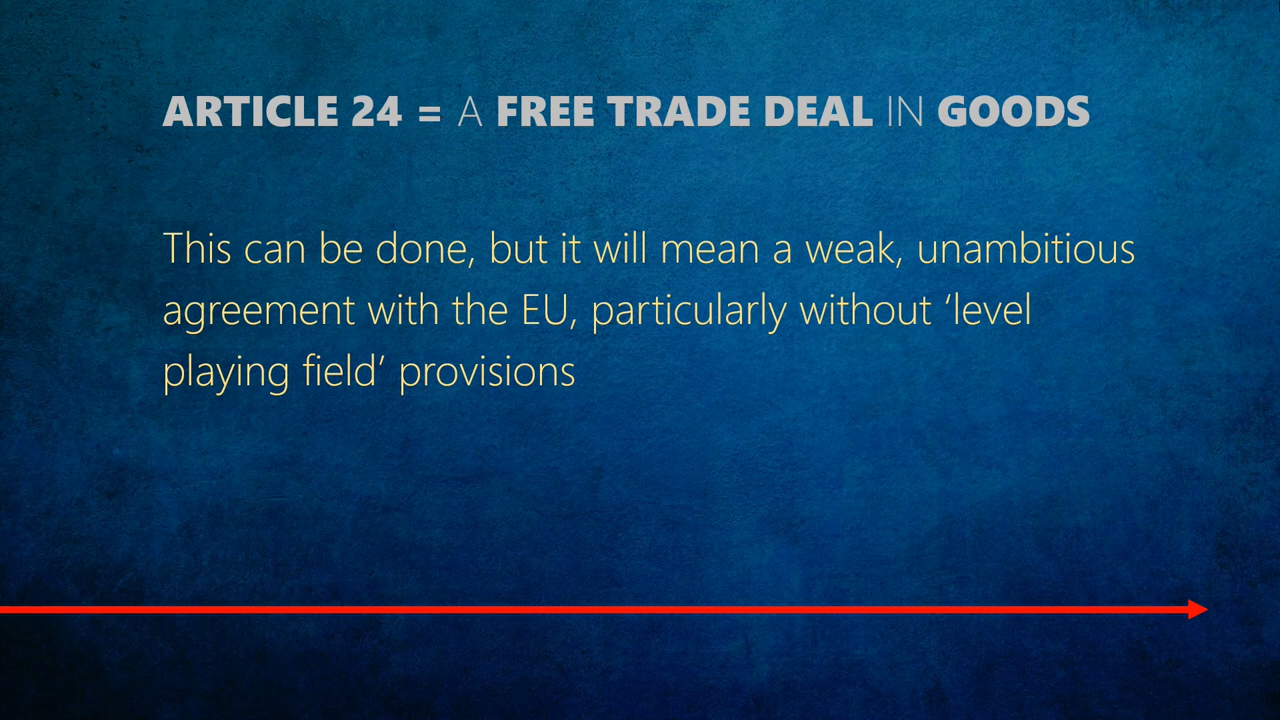 ARTICLE 24 = A FREE TRADE DEAL IN GOODS
This can be done, but it will mean a weak, unambitious
agreement with the EU, particularly without ‘level
playing field’ provisions